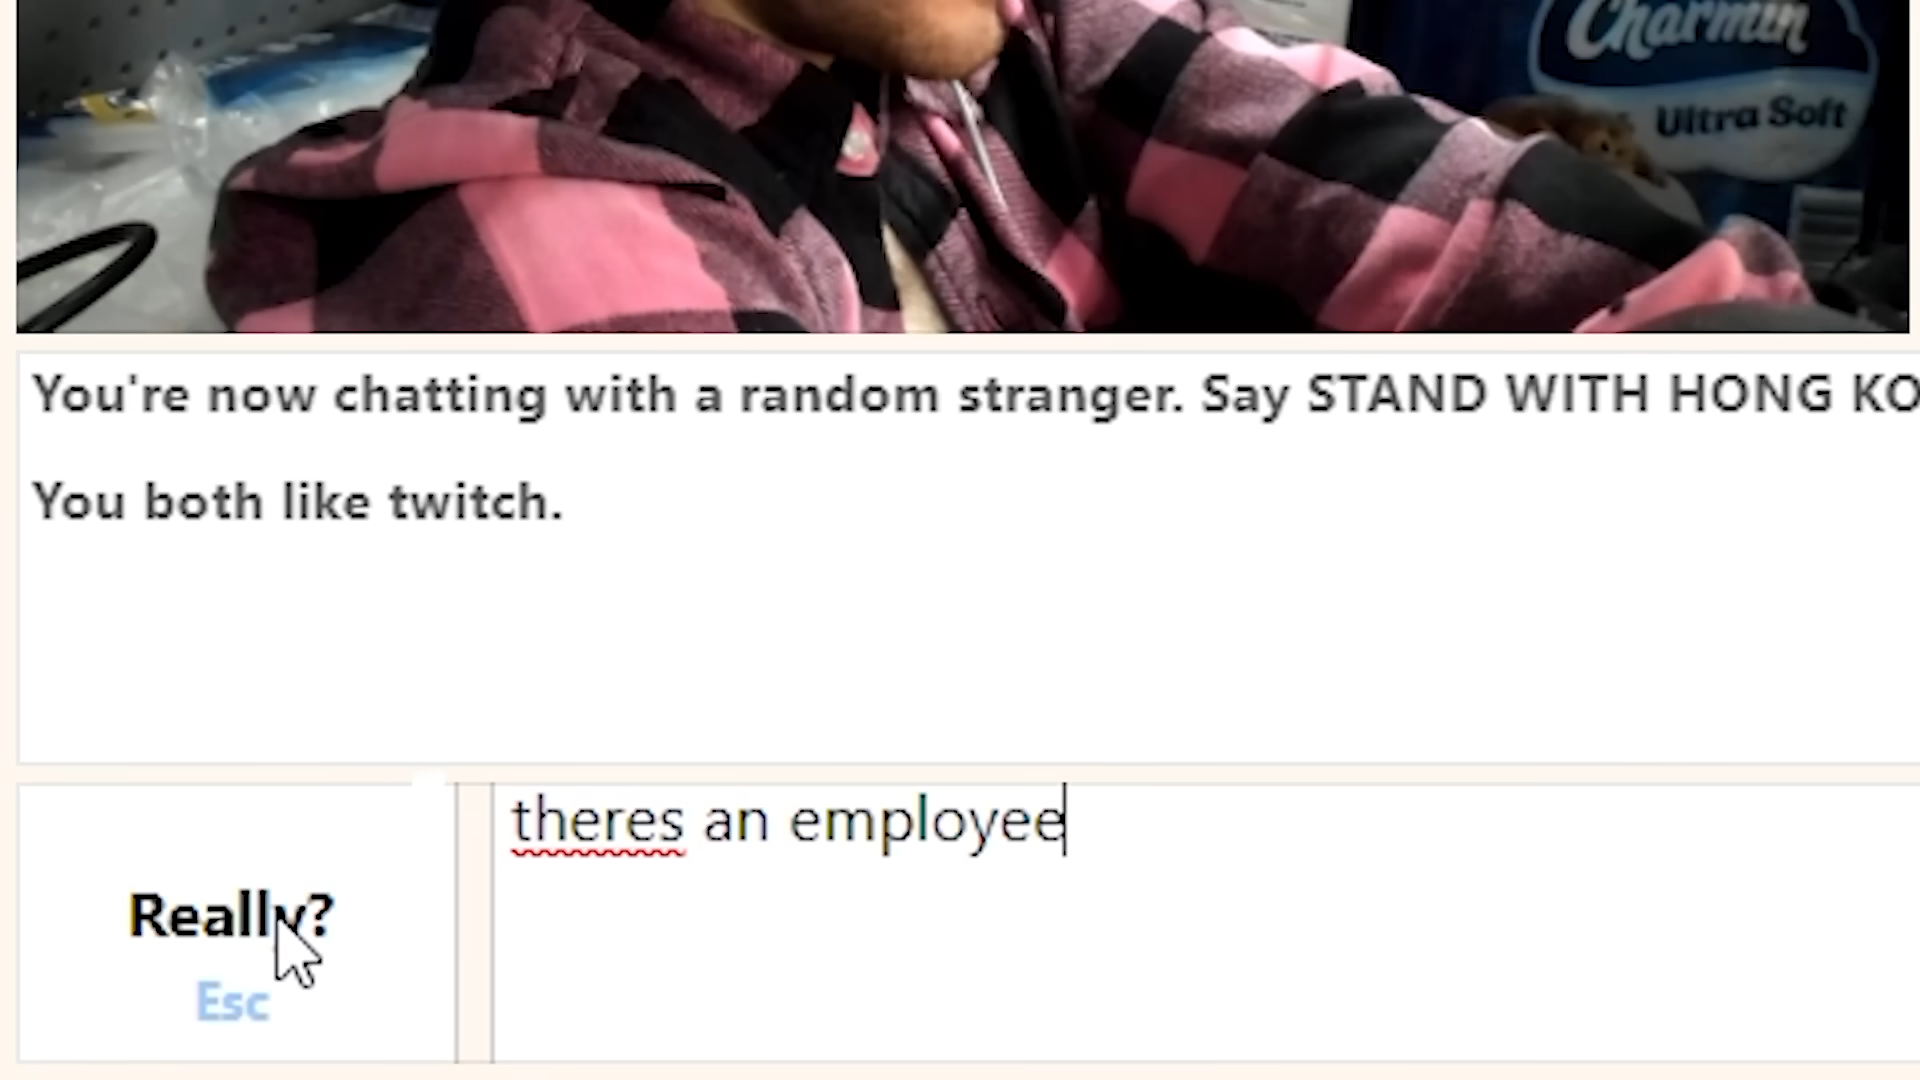 Charmin
Ultra Soft
You're now chatting with a random stranger. Say STAND WITH HONG KO
You both like twitch.
theres an employee
Really?
Esc